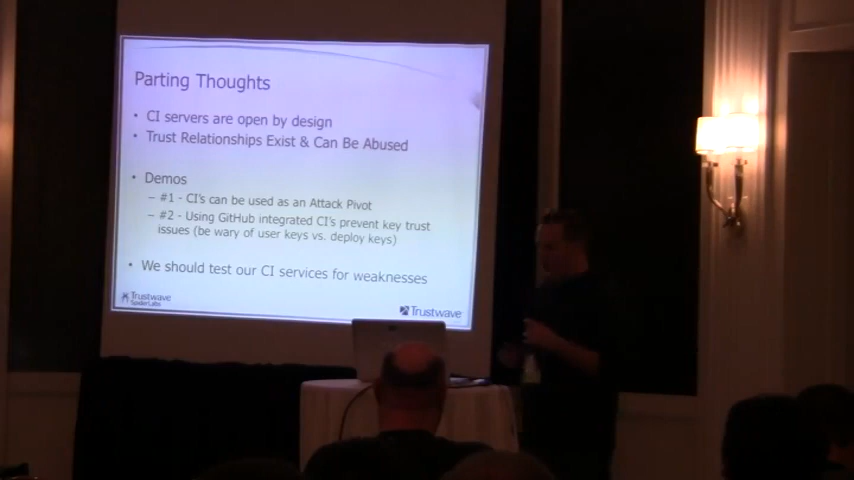 Parting Thoughts
• CI servers are open by design
• Trust Relationships Exist & Can Be Abused
• Demos
– #1 - CI's can be used as an Attack Pivot
– #2 - Using GitHub integrated CI's prevent key trust
issues (be wary of user keys vs. deploy keys)
• We should test our CI services for weaknesses
Trustwave
SpiderLabs
Trustwave